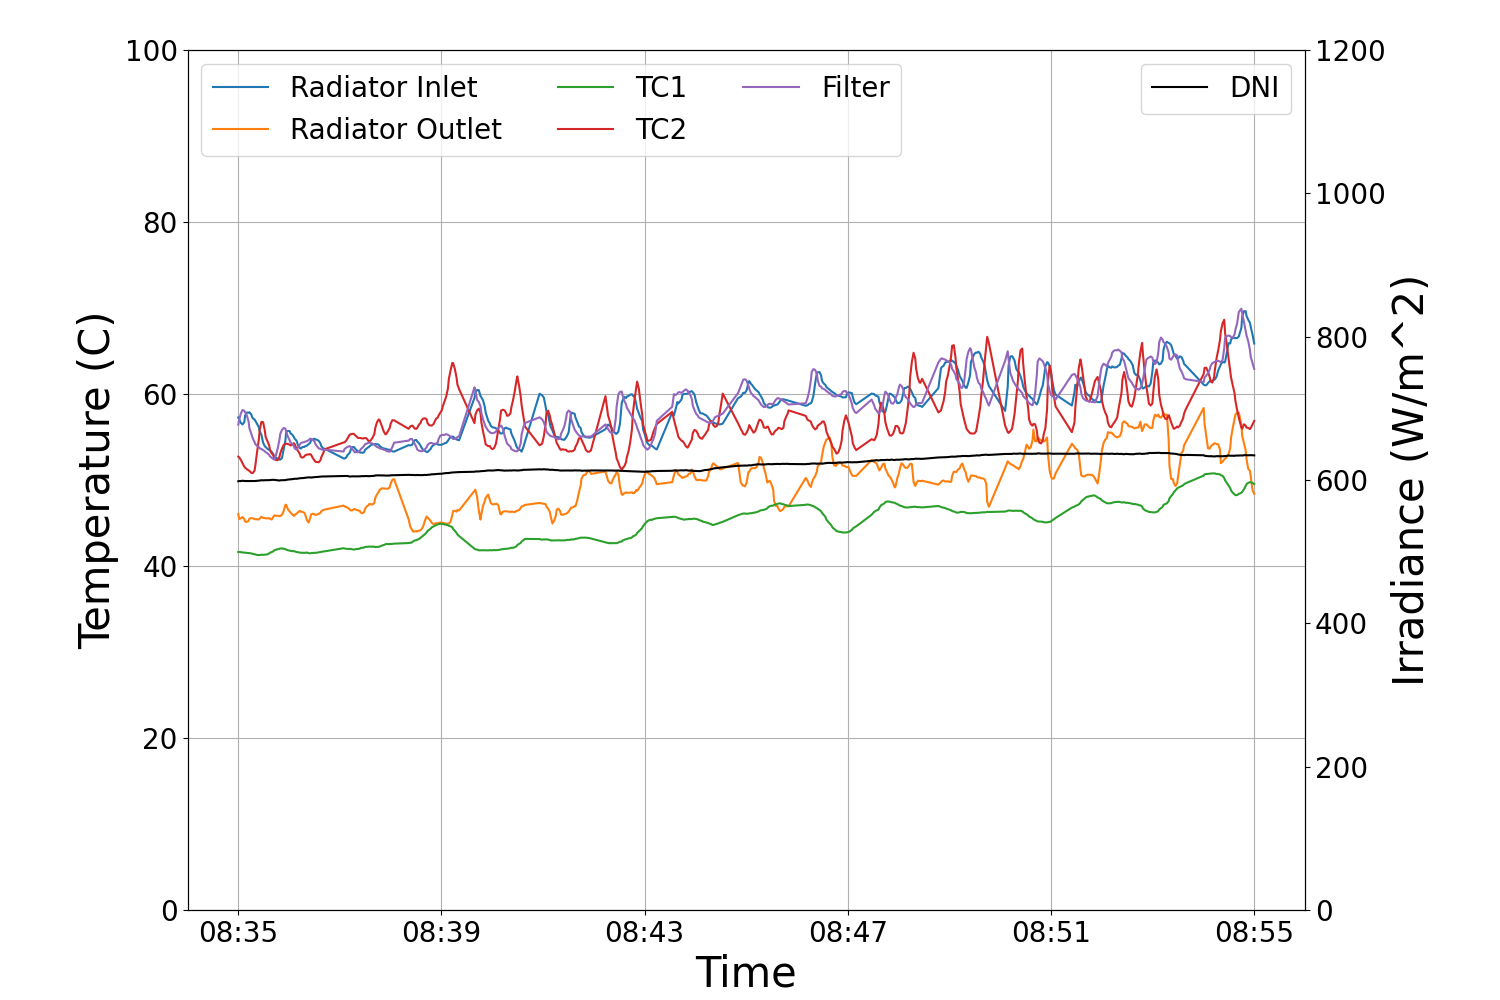 Radiator Inlet
Radiator Outlet
TC1
TC2
Filter
DNI
Temperature (C)
100
80
60
40
20
0
1200
1000
800
600
400
200
0
Irradiance (W/m^2)
08:35 08:39 08:43 08:47 08:51 08:55
Time